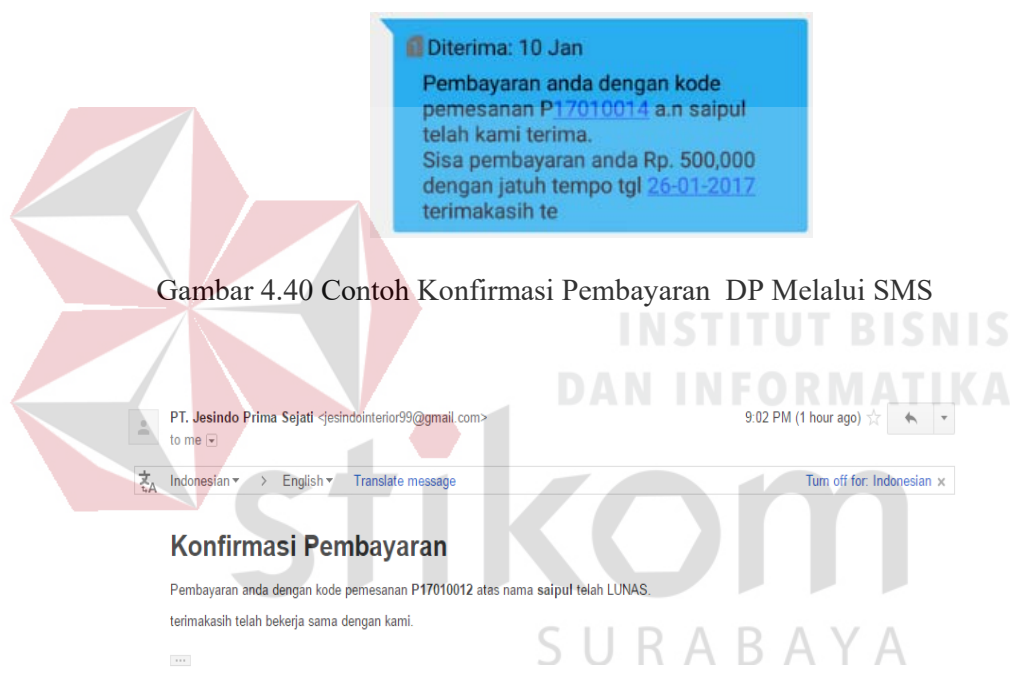 1 Diterima: 10 Jan
Pembayaran anda dengan kode
pemesanan P17010014 a.n saipul
telah kami terima.
Sisa pembayaran anda Rp. 500,000
dengan jatuh tempo tgl 26-01-2017
terimakasih te
Gambar 4.40 Contoh Konfirmasi Pembayaran DP Melalui SMS
INSTITUT BISNIS
DAN INFORMATIKA
PT. Jesindo Prima Sejati <jesindointerior99@gmail.com> 9:02 PM (1 hour ago)
to me
Indonesian > English Translate message Turn off for: Indonesian x
stikom
Konfirmasi Pembayaran
Pembayaran anda dengan kode pemesanan P17010012 atas nama saipul telah LUNAS.
terimakasih telah bekerja sama dengan kami.
SURABAYA